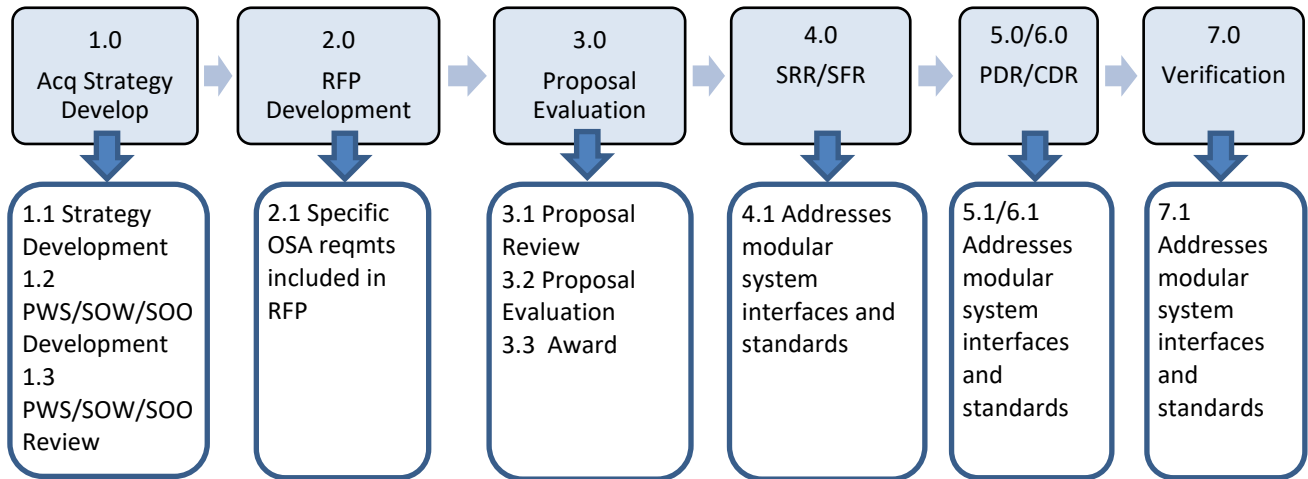 1.0
Acq Strategy
Develop
2.0
RFP
Development
3.0
Proposal
Evaluation
4.0
SRR/SFR
5.0/6.0
PDR/CDR
7.0
Verification
1.1 Strategy
Development
1.2
PWS/SOW/SOO
Development
1.3
PWS/SOW/SOO
Review
2.1 Specific
OSA reqmts
included in
RFP
3.1 Proposal
Review
3.2 Proposal
Evaluation
3.3 Award
4.1 Addresses
modular
system
interfaces and
standards
5.1/6.1
Addresses
modular
system
interfaces
and
standards
7.1
Addresses
modular
system
interfaces
and
standards